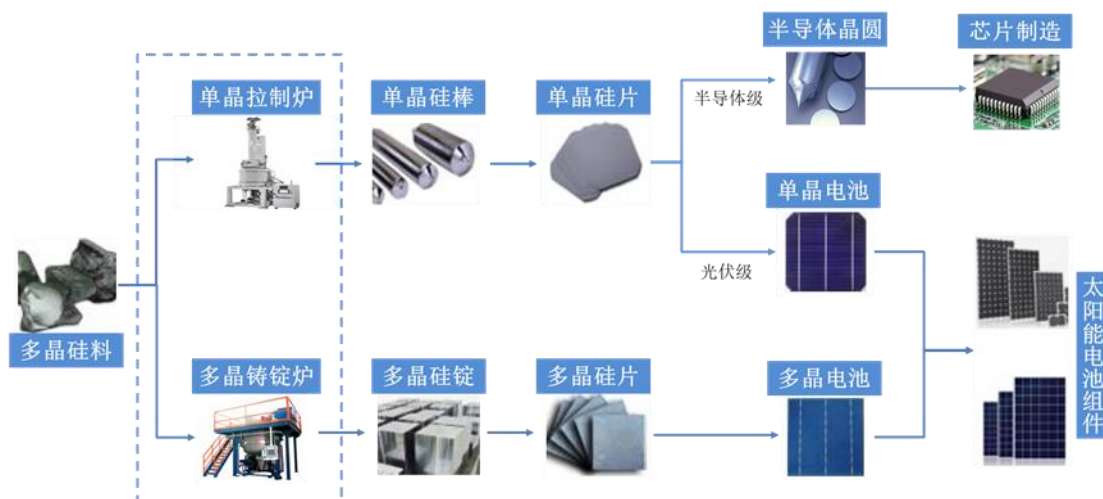 半导体晶圆
芯片制造
单晶拉制炉
单晶硅棒
单晶硅片
半导体级
单晶电池
光伏级
多晶硅料
太阳能电池组件
多晶铸锭炉
多晶硅锭
多晶硅片
多晶电池